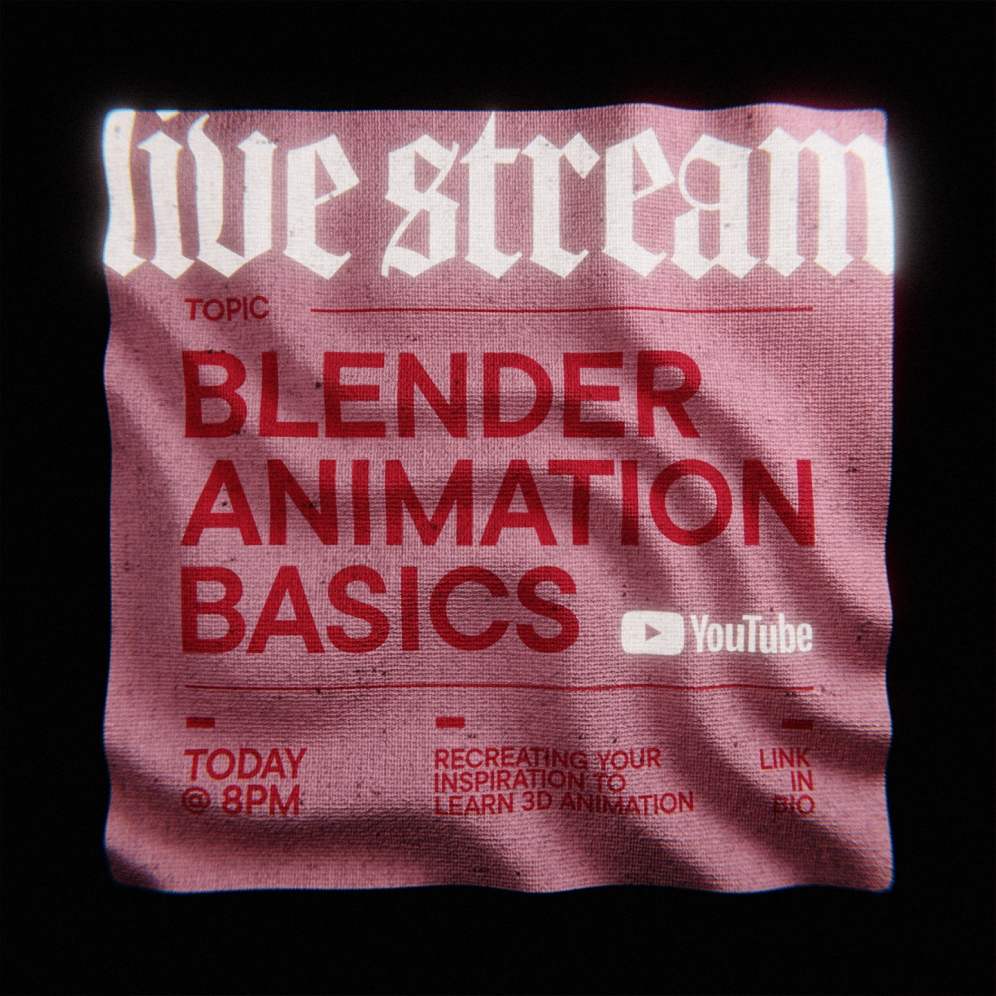 live stream
TOPIC
BLENDER
ANIMATION
BASICS
YouTube
TODAY
@ 8PM
RECREATING YOUR
INSPIRATION TO
LEARN 3D ANIMATION
LINK
IN
BIO